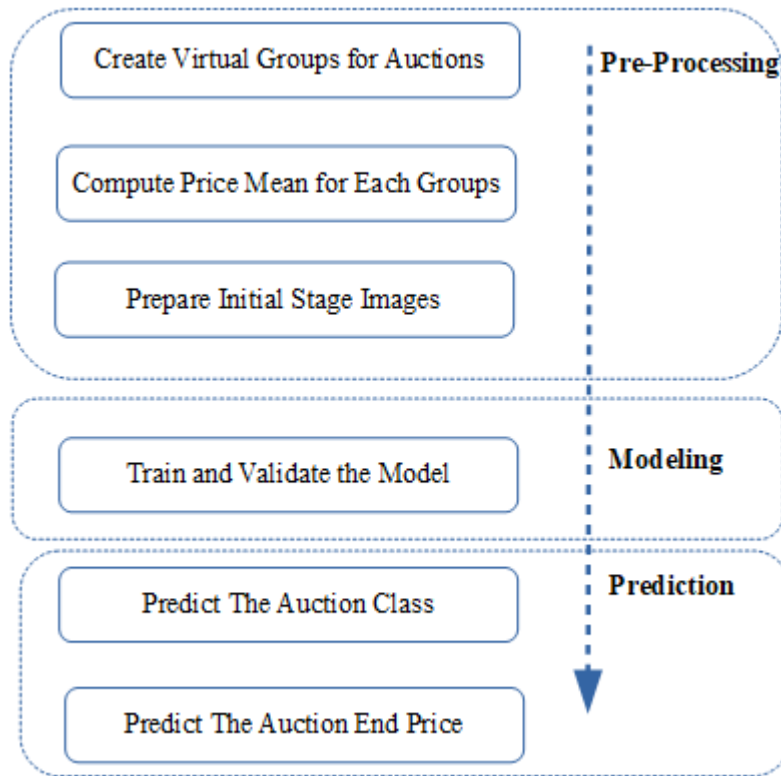 Create Virtual Groups for Auctions
Pre-Processing
Compute Price Mean for Each Groups
Prepare Initial Stage Images
Train and Validate the Model
Modeling
Predict The Auction Class
Prediction
Predict The Auction End Price